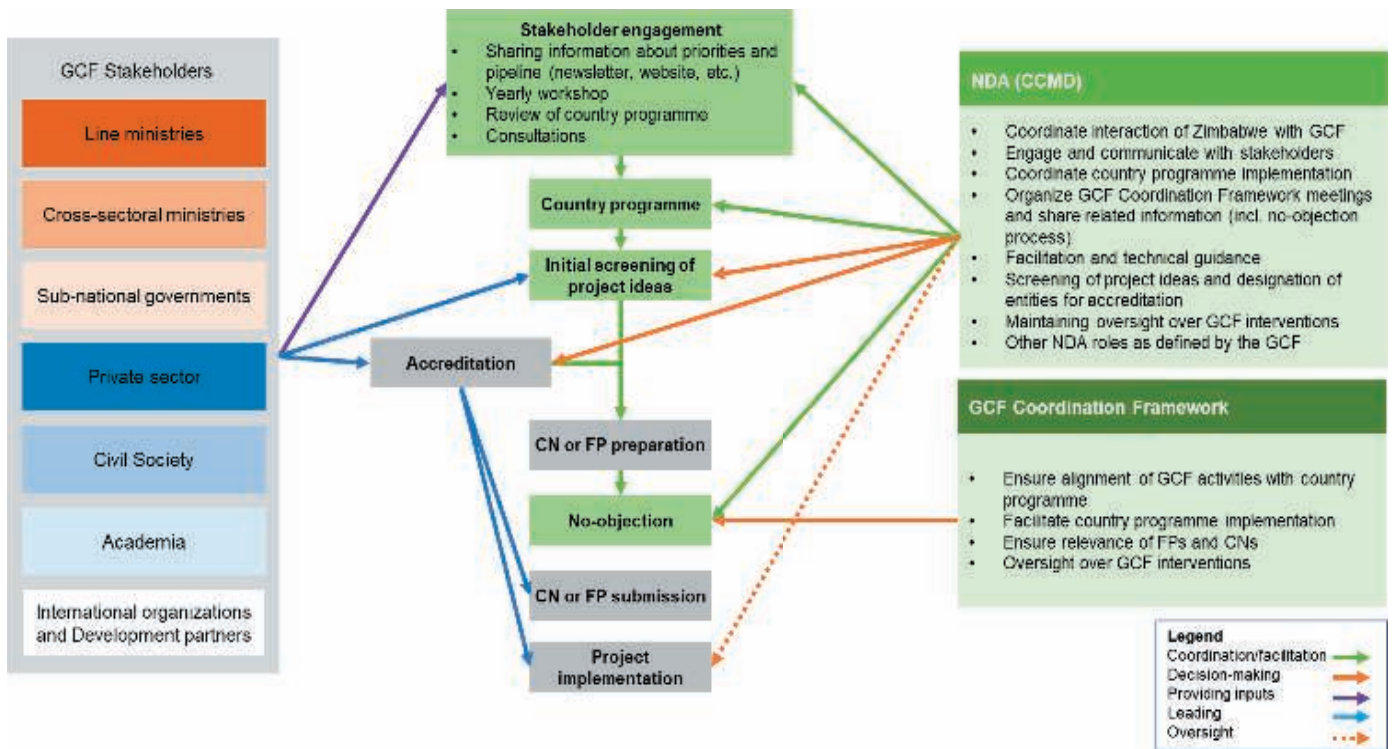 GCF Stakeholders
Line ministries
Cross-sectoral ministries
Sub-national governments
Private sector
Civil Society
Academia
International organizations
and Development partners
Stakeholder engagement
• Sharing information about priorities and
pipeline (newsletter, website, etc.)
• Yearly workshop
• Review of country programme
• Consultations
Country programme
Initial screening of
project ideas
Accreditation
CN or FP preparation
No-objection
CN or FP submission
Project
implementation
NDA (CCMD)
• Coordinate interaction of Zimbabwe with GCF
• Engage and communicate with stakeholders
• Coordinate country programme implementation
• Organize GCF Coordination Framework meetings
and share related information (incl. no-objection
process)
• Facilitation and technical guidance
• Screening of project ideas and designation of
entities for accreditation
• Maintaining oversight over GCF interventions
• Other NDA roles as defined by the GCF
GCF Coordination Framework
• Ensure alignment of GCF activities with country
programme
• Facilitate country programme implementation
• Ensure relevance of FPs and CNs
• Oversight over GCF interventions
Legend
Coordination/facilitation
Decision-making
Providing inputs
Leading
Oversight